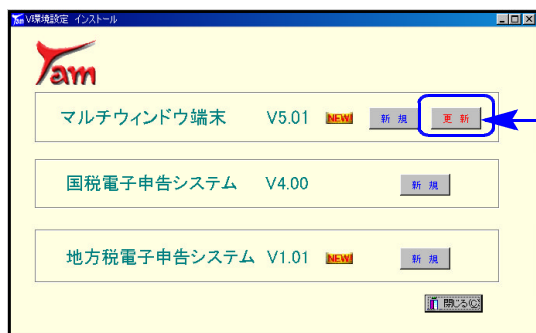 V環境設定 インストール
Tam
マルチウィンドウ端末 V5.01 NEW! 新規 更新
国税電子申告システム V4.00 新規
地方税電子申告システム V1.01 NEW! 新規
閉じる(C)